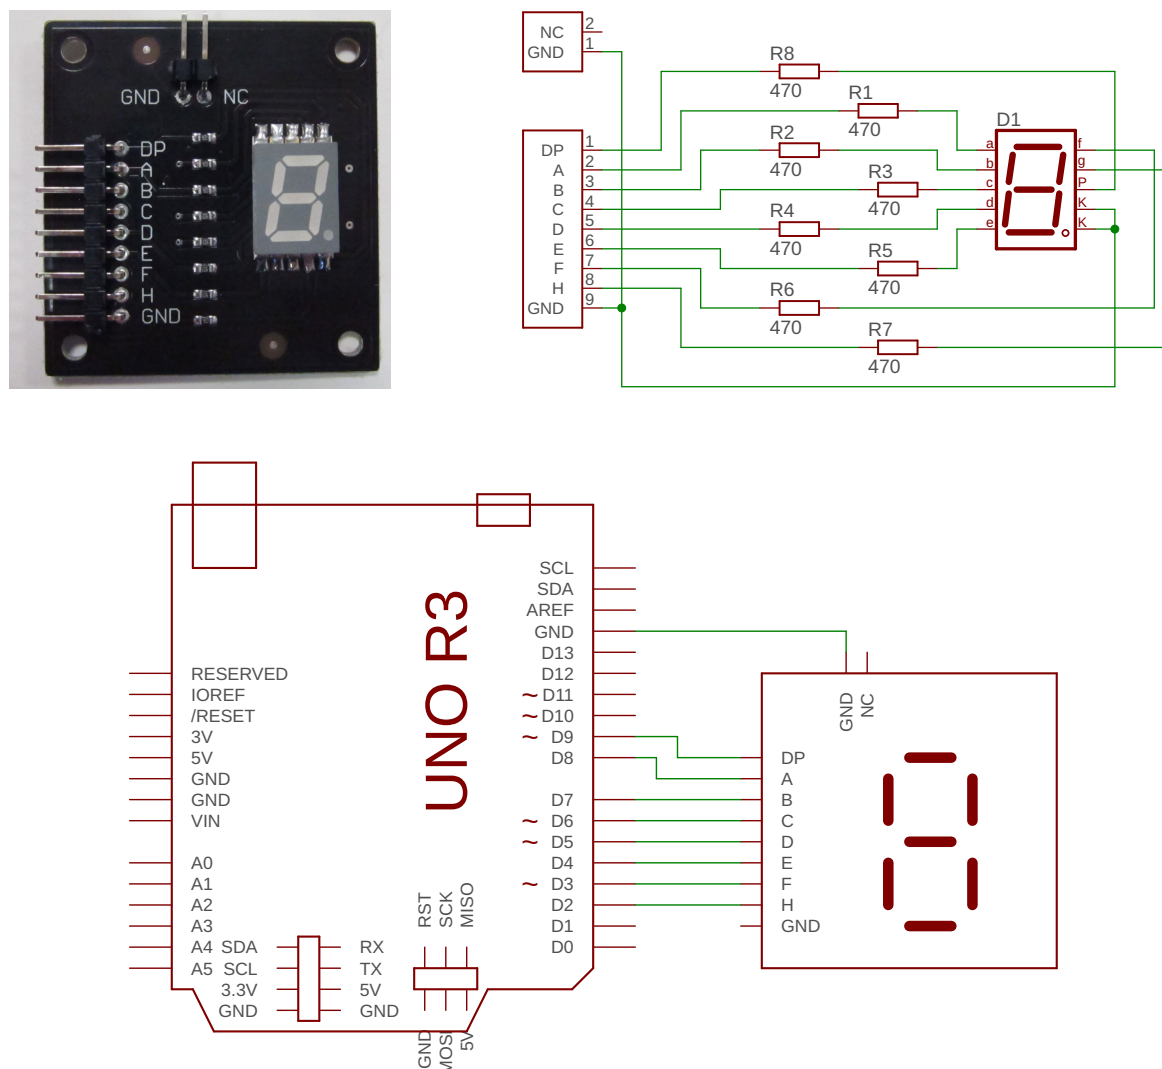 GND NC
DP
A
B
C
D
E
F
H
GND
NC 2
GND 1
DP 1
A 2
B 3
C 4
D 5
E 6
F 7
H 8
GND 9
R8
470
R1
470
R2
470
R3
470
R4
470
R5
470
R6
470
R7
470
D1
a f
b g
c P
d K
e K
UNO R3
RESERVED
IOREF
/RESET
3V
5V
GND
GND
VIN
A0
A1
A2
A3
A4 SDA
A5 SCL
3.3V
GND
RX
TX
5V
GND
RST
SCK
MISO
GND
5V
SCL
SDA
AREF
GND
D13
D12
~ D11
~ D10
~ D9
D8
D7
~ D6
~ D5
D4
~ D3
D2
D1
D0
GND
NC
DP
A
B
C
D
E
F
H
GND